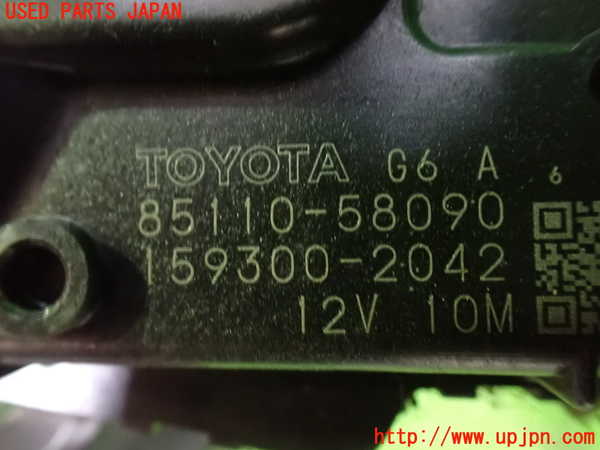 USED PARTS JAPAN
TOYOTA G6 A 6
85110-58090
159300-2042
12V 10M
http://www.upjpn.com/